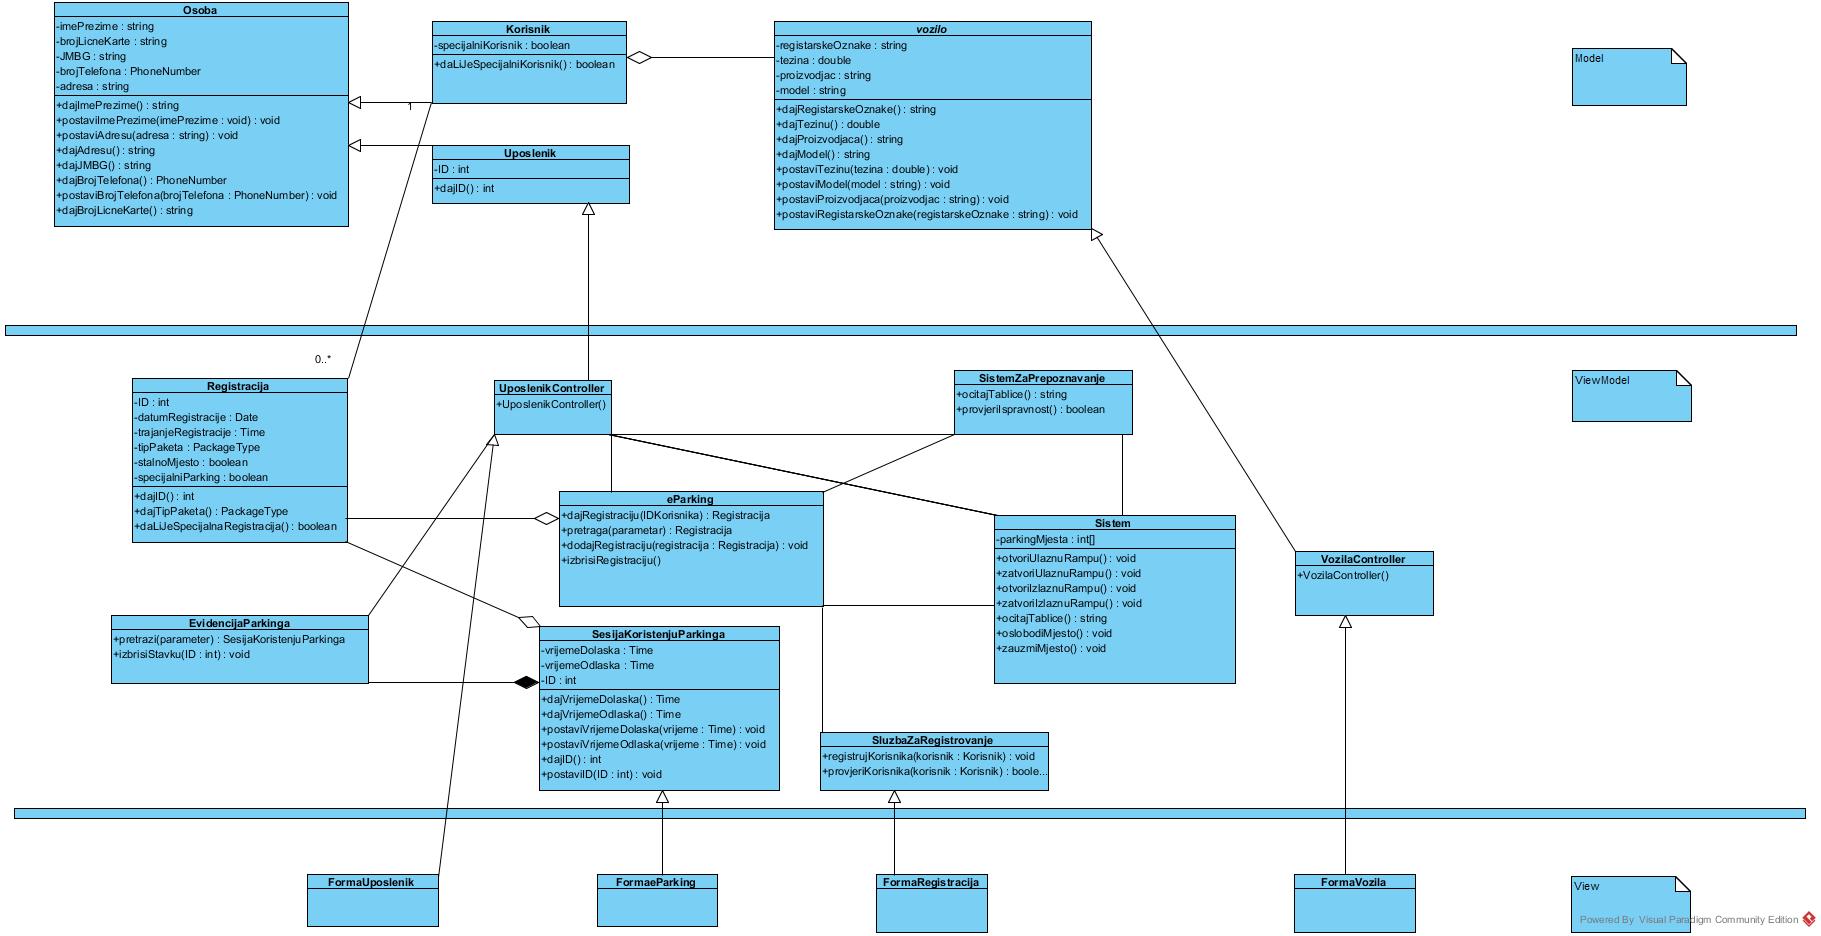 Osoba
-imePrezime : string
-brojLicneKarte : string
-JMBG : string
-brojTelefona : PhoneNumber
-adresa : string
+dajImePrezime() : string
+postaviImePrezime(imePrezime : void) : void
+postaviAdresu(adresa : string) : void
+dajAdresu() : string
+dajJMBG() : string
+dajBrojTelefona() : PhoneNumber
+postaviBrojTelefona(brojTelefona : PhoneNumber) : void
+dajBrojLicneKarte() : string
Korisnik
-specijalniKorisnik : boolean
+daLiJeSpecijalniKorisnik() : boolean
1
Uposlenik
-ID : int
+dajID() : int
vozilo
-registarskeOznake : string
-tezina : double
-proizvodjac : string
-model : string
+dajRegistarskeOznake() : string
+dajTezinu() : double
+dajProizvodjaca() : string
+dajModel() : string
+postaviTezinu(tezina : double) : void
+postaviModel(model : string) : void
+postaviProizvodjaca(proizvodjac : string) : void
+postaviRegistarskeOznake(registarskeOznake : string) : void
Model
0..*
Registracija
-ID : int
-datumRegistracije : Date
-trajanjeRegistracije : Time
-tipPaketa : PackageType
-stalnoMjesto : boolean
-specijalniParking : boolean
+dajID() : int
+dajTipPaketa() : PackageType
+daLiJeSpecijalnaRegistracija() : boolean
UposlenikController
+UposlenikController()
SistemZaPrepoznavanje
+ocitajTablice() : string
+provjeriIspravnost() : boolean
ViewModel
eParking
+dajRegistraciju(IDKorisnika) : Registracija
+pretraga(parametar) : Registracija
+dodajRegistraciju(registracija : Registracija) : void
+izbrisiRegistraciju()
Sistem
-parkingMjesta : int[]
+otvoriUlaznuRampu() : void
+zatvoriUlaznuRampu() : void
+otvoriIzlaznuRampu() : void
+zatvoriIzlaznuRampu() : void
+ocitajTablice() : string
+oslobodiMjesto() : void
+zauzmiMjesto() : void
VozilaController
+VozilaController()
EvidencijaParkinga
+pretrazi(parameter) : SesijaKoristenjuParkinga
+izbrisiStavku(ID : int) : void
SesijaKoristenjuParkinga
-vrijemeDolaska : Time
-vrijemeOdlaska : Time
-ID : int
+dajVrijemeDolaska() : Time
+dajVrijemeOdlaska() : Time
+postaviVrijemeDolaska(vrijeme : Time) : void
+postaviVrijemeOdlaska(vrijeme : Time) : void
+dajID() : int
+postaviID(ID : int) : void
SluzbaZaRegistrovanje
+registrujKorisnika(korisnik : Korisnik) : void
+provjeriKorisnika(korisnik : Korisnik) : boole...
FormaUposlenik
FormaeParking
FormaRegistracija
FormaVozila
View
Powered By Visual Paradigm Community Edition